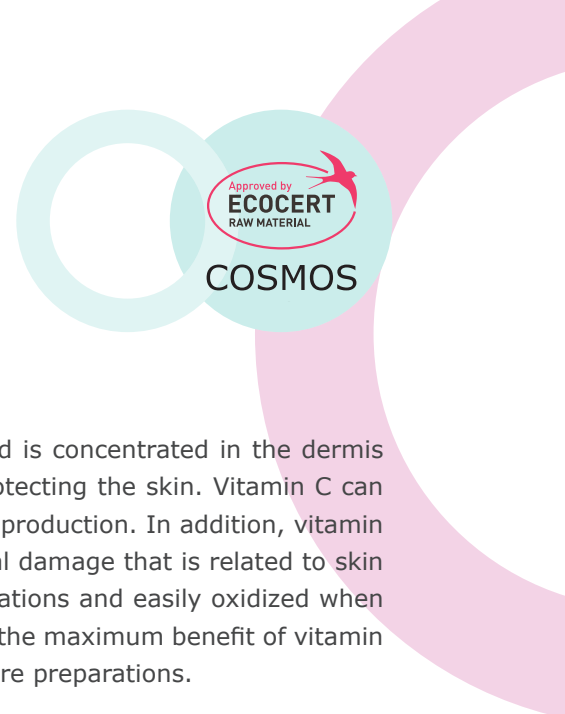 Approved by
ECOCERT
RAW MATERIAL
COSMOS
d is concentrated in the dermis
otecting the skin. Vitamin C can
production. In addition, vitamin
al damage that is related to skin
ations and easily oxidized when
the maximum benefit of vitamin
re preparations.